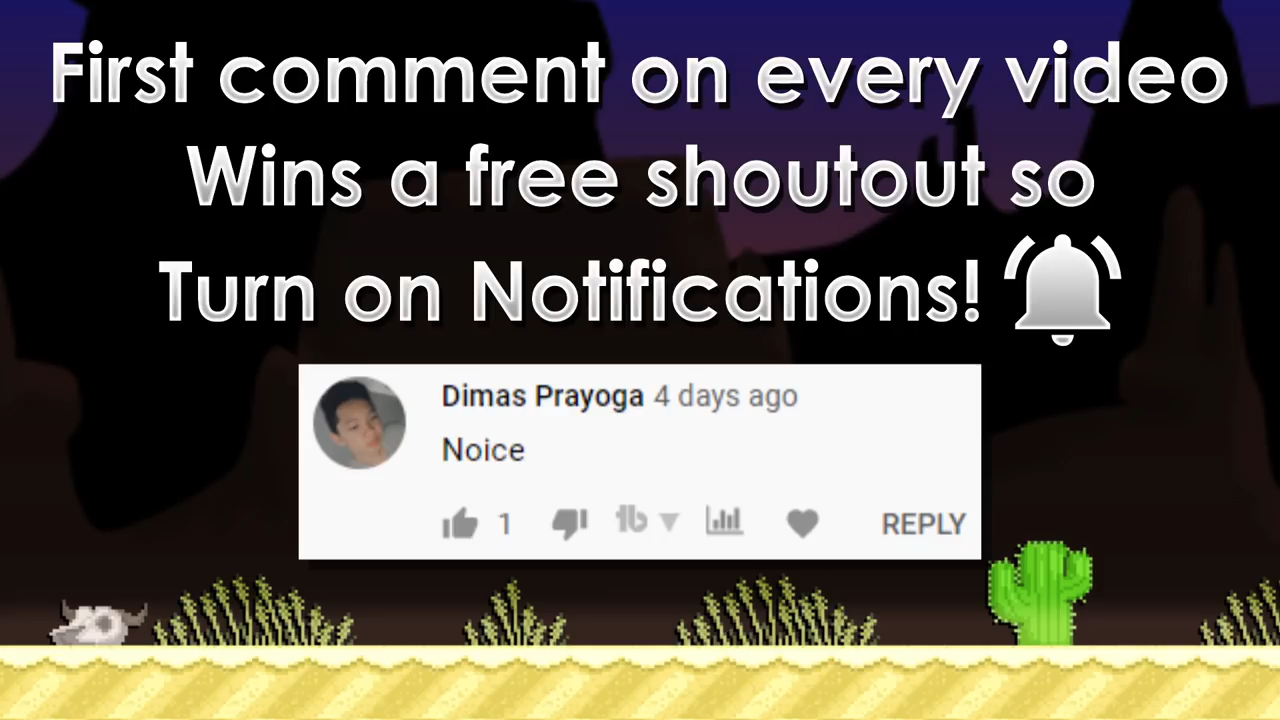 First comment on every video
Wins a free shoutout so
Turn on Notifications!
Dimas Prayoga 4 days ago
Noice
1 tb REPLY